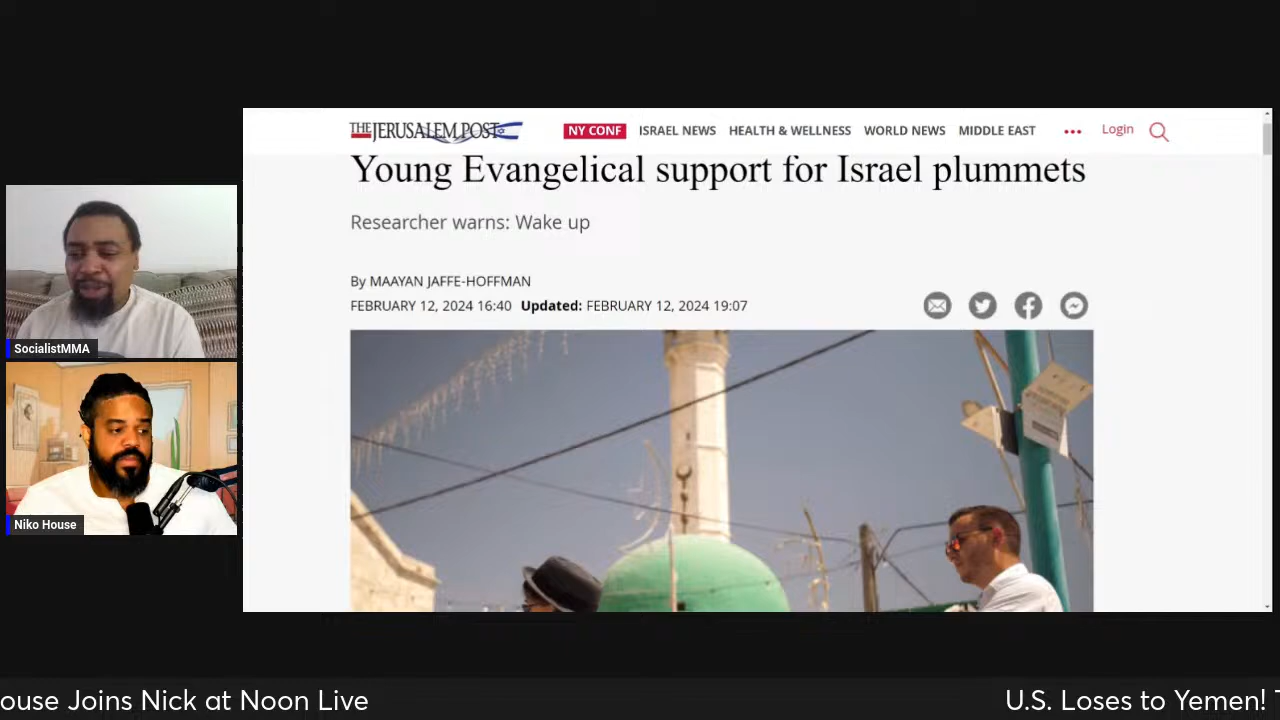 THE JERUSALEM POST
NY CONF ISRAEL NEWS HEALTH & WELLNESS WORLD NEWS MIDDLE EAST
Login
Young Evangelical support for Israel plummets
Researcher warns: Wake up
By MAAYAN JAFFE-HOFFMAN
FEBRUARY 12, 2024 16:40 Updated: FEBRUARY 12, 2024 19:07
SocialistMMA
Niko House
ouse Joins Nick at Noon Live
U.S. Loses to Yemen!